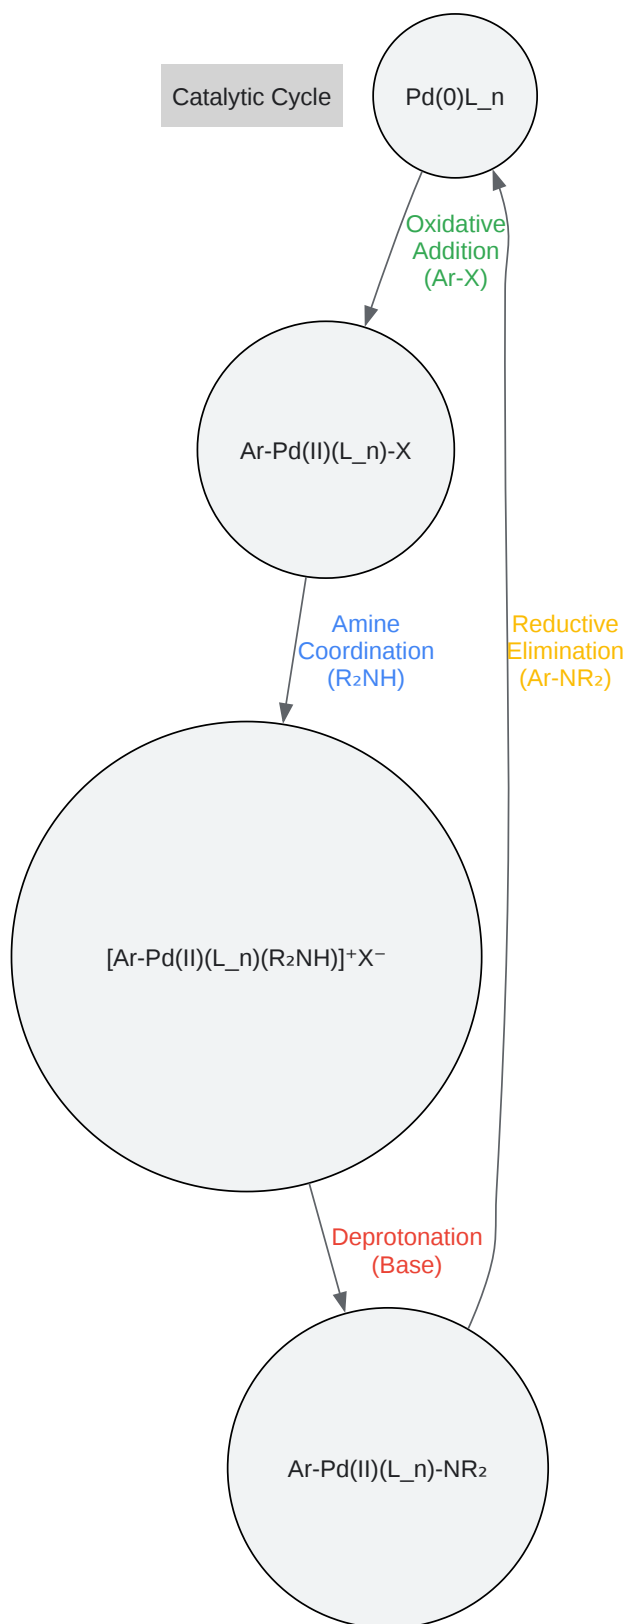 Catalytic Cycle
Pd(0)L_n
Oxidative
Addition
(Ar-X)
Ar-Pd(II)(L_n)-X
Amine
Coordination
(R₂NH)
Reductive
Elimination
(Ar-NR₂)
[Ar-Pd(II)(L_n)(R₂NH)]⁺X⁻
Deprotonation
(Base)
Ar-Pd(II)(L_n)-NR₂